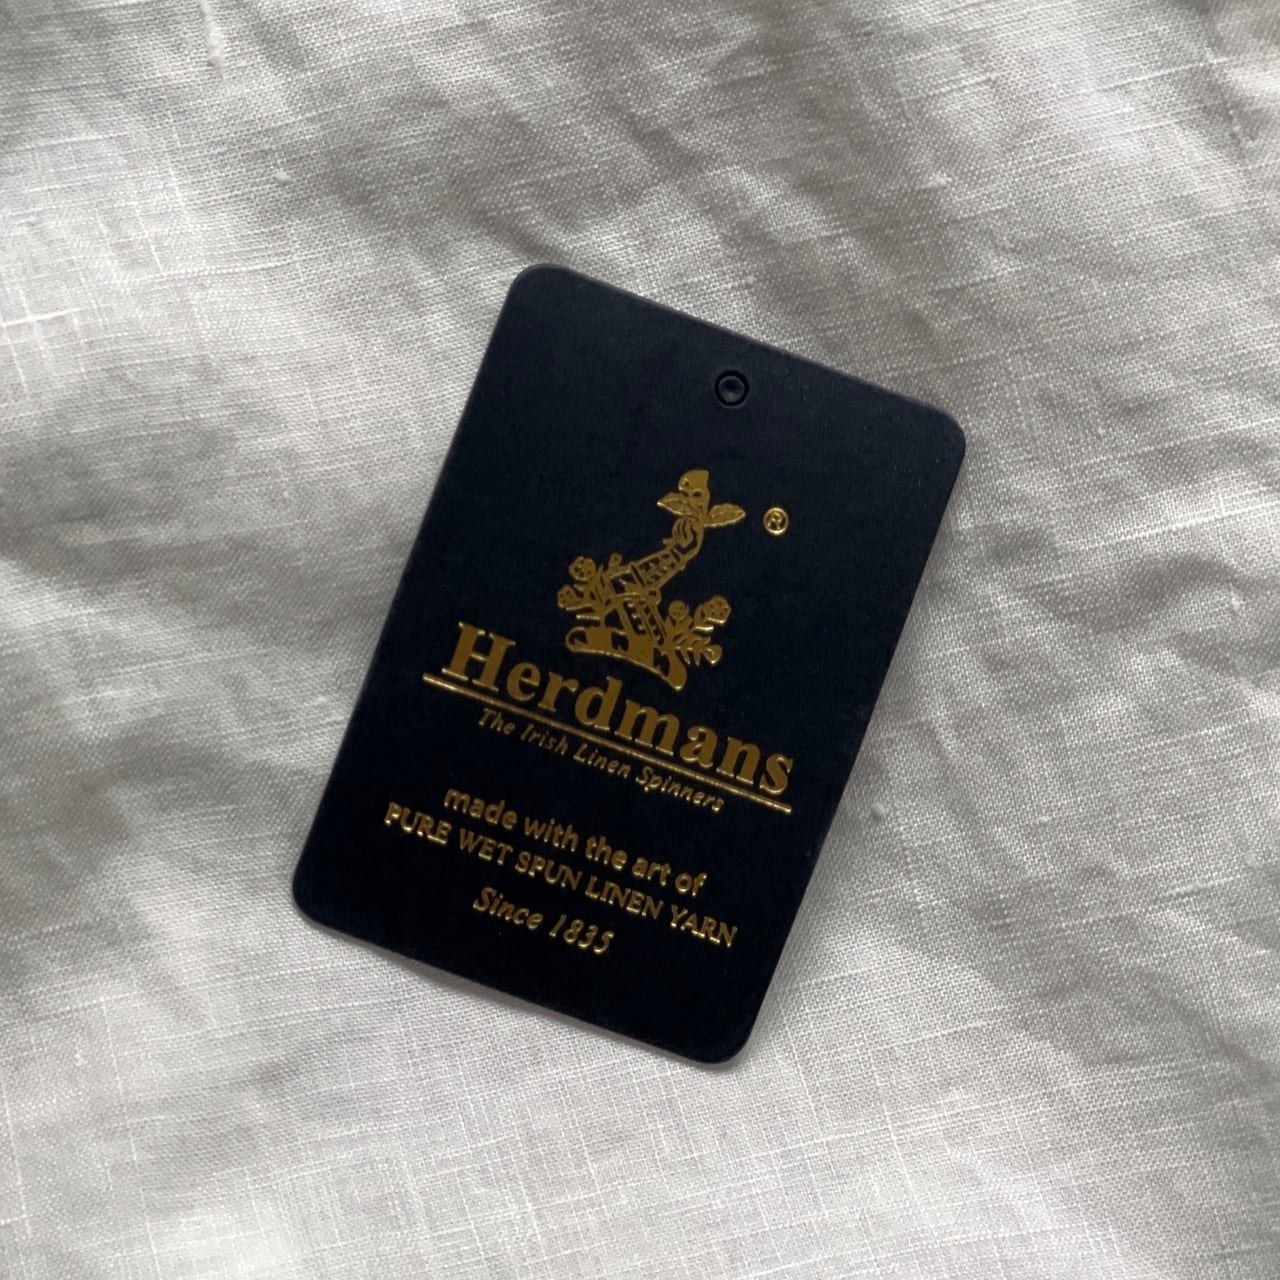 ®
Herdmans
The Irish Linen Spinners
made with the art of
PURE WET SPUN LINEN YARN
Since 1835